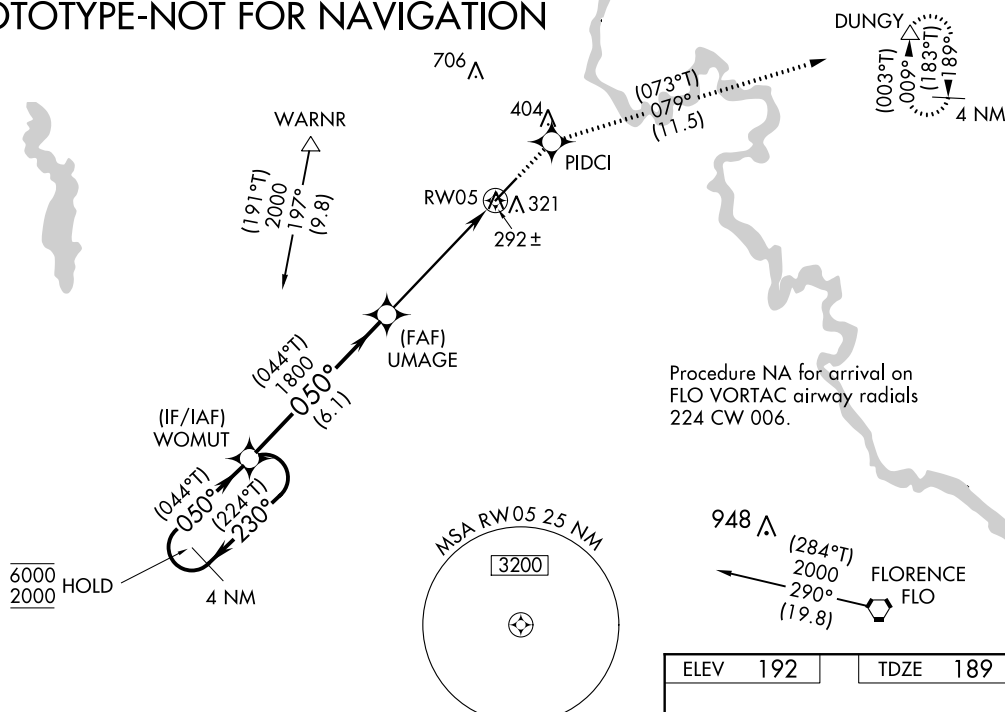 OTOTYPE-NOT FOR NAVIGATION
DUNGY
(003°T)
009°
(183°T)
189°
4 NM
706
404
(073°T)
079°
(11.5)
PIDCI
WARNR
(191°T)
2000
197°
(9.8)
RW05
321
292±
(FAF)
UMAGE
(044°T)
1800
050°
(6.1)
Procedure NA for arrival on
FLO VORTAC airway radials
224 CW 006.
(IF/IAF)
WOMUT
(044°T)
050°
(224°T)
230°
6000
2000
HOLD
4 NM
MSA RW05 25 NM
3200
948
(284°T)
2000
290°
(19.8)
FLORENCE
FLO
ELEV 192
TDZE 189